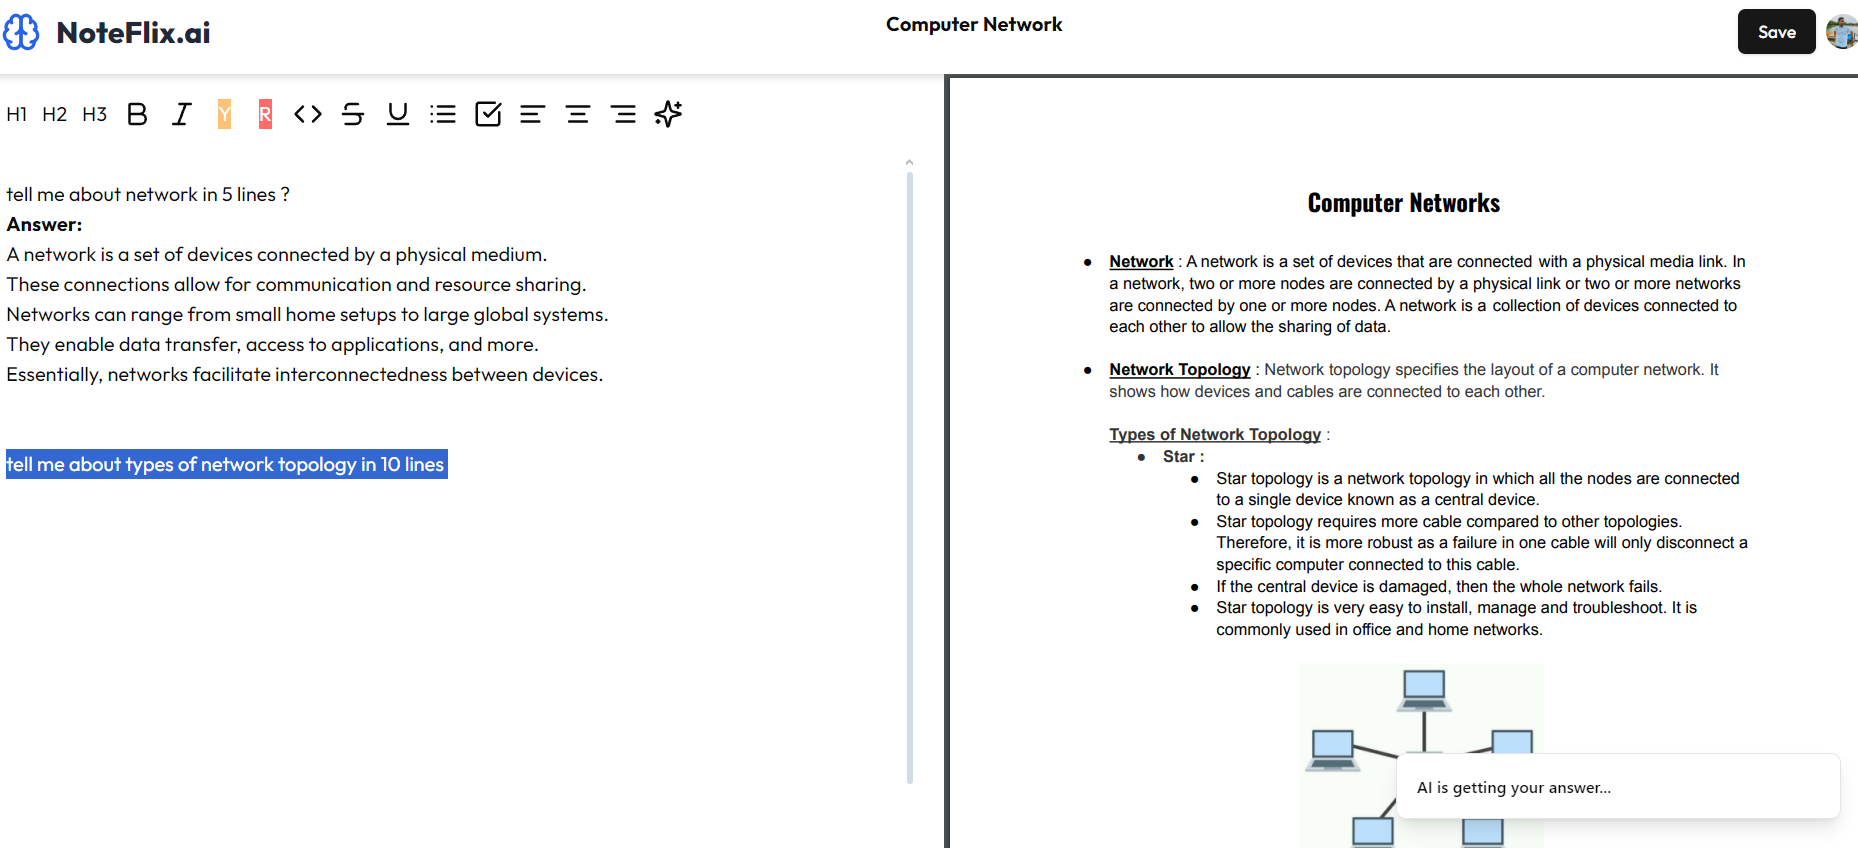 NoteFlix.ai
Computer Network
Save
H1 H2 H3 B I Y R <> S U
tell me about network in 5 lines ?
Answer:
A network is a set of devices connected by a physical medium.
These connections allow for communication and resource sharing.
Networks can range from small home setups to large global systems.
They enable data transfer, access to applications, and more.
Essentially, networks facilitate interconnectedness between devices.
tell me about types of network topology in 10 lines
Computer Networks
● Network : A network is a set of devices that are connected with a physical media link. In
a network, two or more nodes are connected by a physical link or two or more networks
are connected by one or more nodes. A network is a collection of devices connected to
each other to allow the sharing of data.
● Network Topology : Network topology specifies the layout of a computer network. It
shows how devices and cables are connected to each other.
Types of Network Topology :
● Star :
● Star topology is a network topology in which all the nodes are connected
to a single device known as a central device.
● Star topology requires more cable compared to other topologies.
Therefore, it is more robust as a failure in one cable will only disconnect a
specific computer connected to this cable.
● If the central device is damaged, then the whole network fails.
● Star topology is very easy to install, manage and troubleshoot. It is
commonly used in office and home networks.
AI is getting your answer...